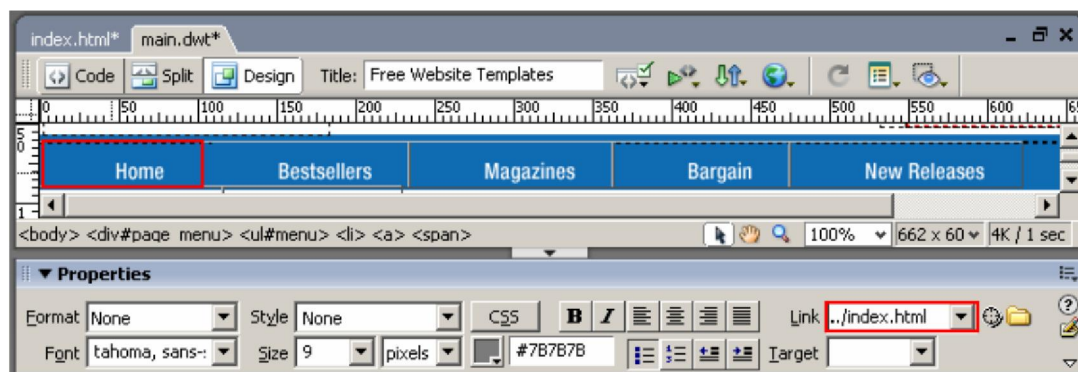 index.html* main.dwt*
Code Split Design Title: Free Website Templates
0 50 100 150 200 250 300 350 400 450 500 550 600
Home Bestsellers Magazines Bargain New Releases
<body> <div#page_menu> <ul#menu> <li> <a> <span> 100% 662 x 60 4K / 1 sec
Properties
Format None Style None CSS B I Link ../index.html
Font tahoma, sans-: Size 9 pixels #7B7B7B Target